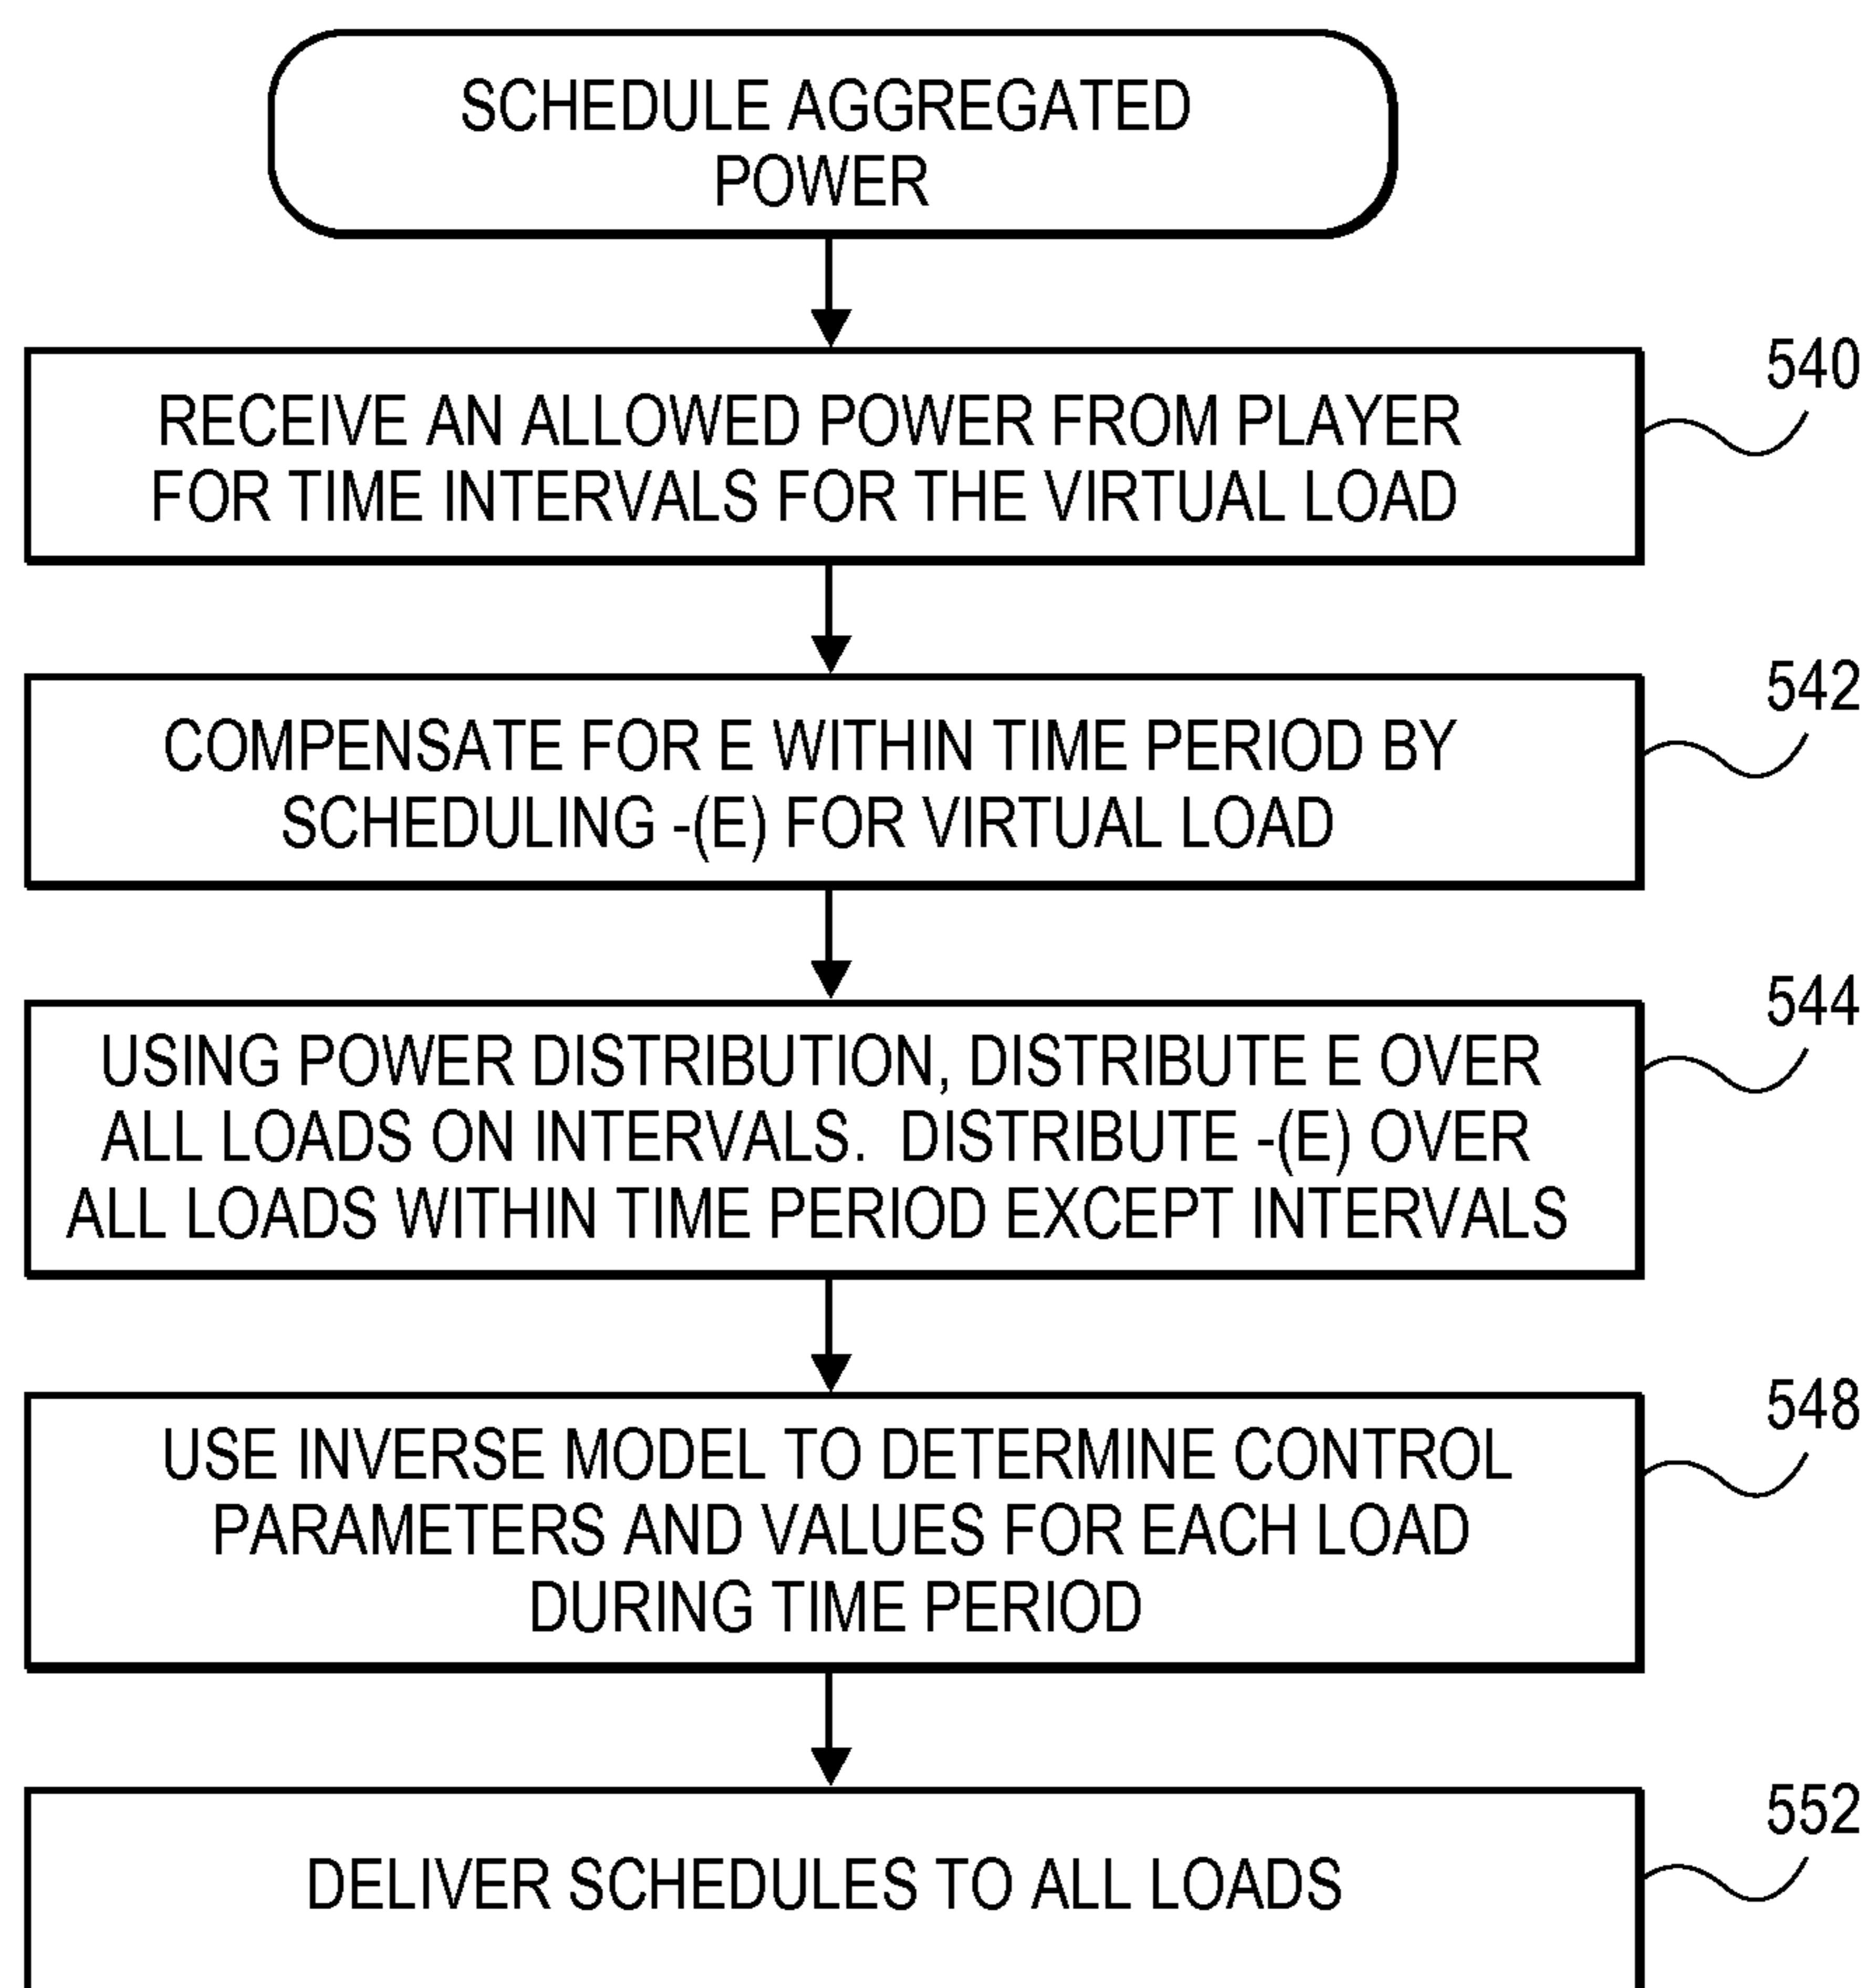 SCHEDULE AGGREGATED
POWER
540
RECEIVE AN ALLOWED POWER FROM PLAYER
FOR TIME INTERVALS FOR THE VIRTUAL LOAD
542
COMPENSATE FOR E WITHIN TIME PERIOD BY
SCHEDULING -(E) FOR VIRTUAL LOAD
544
USING POWER DISTRIBUTION, DISTRIBUTE E OVER
ALL LOADS ON INTERVALS. DISTRIBUTE -(E) OVER
ALL LOADS WITHIN TIME PERIOD EXCEPT INTERVALS
548
USE INVERSE MODEL TO DETERMINE CONTROL
PARAMETERS AND VALUES FOR EACH LOAD
DURING TIME PERIOD
552
DELIVER SCHEDULES TO ALL LOADS